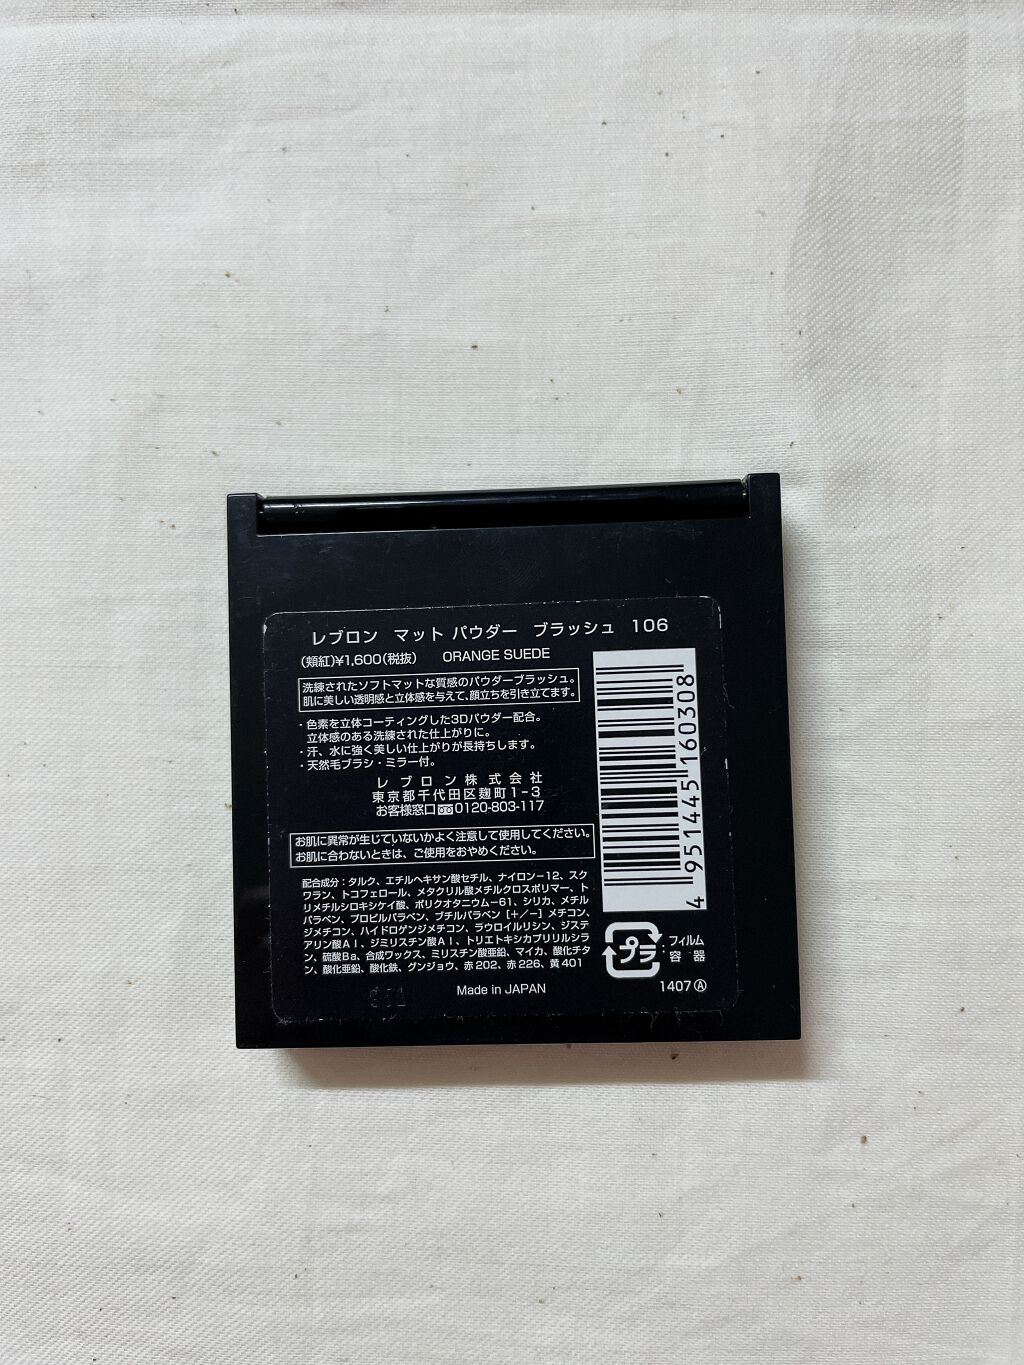 レブロン マット パウダー ブラッシュ 106
(頬紅)¥1,600(税抜) ORANGE SUEDE
洗練されたソフトマットな質感のパウダーブラッシュ。
肌に美しい透明感と立体感を与えて、顔立ちを引き立てます。
・色素を立体コーティングした3Dパウダー配合。
立体感のある洗練された仕上がりに。
・汗、水に強く美しい仕上がりが長持ちします。
・天然毛ブラシ・ミラー付。
レブロン株式会社
東京都千代田区麹町1-3
お客様窓口 0120-803-117
お肌に異常が生じていないかよく注意して使用してください。
お肌に合わないときは、ご使用をおやめください。
配合成分:タルク、エチルヘキサン酸セチル、ナイロン-12、スク
ワラン、トコフェロール、メタクリル酸メチルクロスポリマー、ト
リメチルシロキシケイ酸、ポリクオタニウム-61、シリカ、メチル
パラベン、プロピルパラベン、ブチルパラベン [+/-] メチコン、
ジメチコン、ハイドロゲンジメチコン、ラウロイルリシン、ジステ
アリン酸Al、ジミリスチン酸Al、トリエトキシカプリリルシラ
ン、硫酸Ba、合成ワックス、ミリスチン酸亜鉛、マイカ、酸化チタ
ン、酸化亜鉛、酸化鉄、グンジョウ、赤202、赤226、黄401
Made in JAPAN
4 951445 160308
プラ
:フィルム
容器
1407Ⓐ